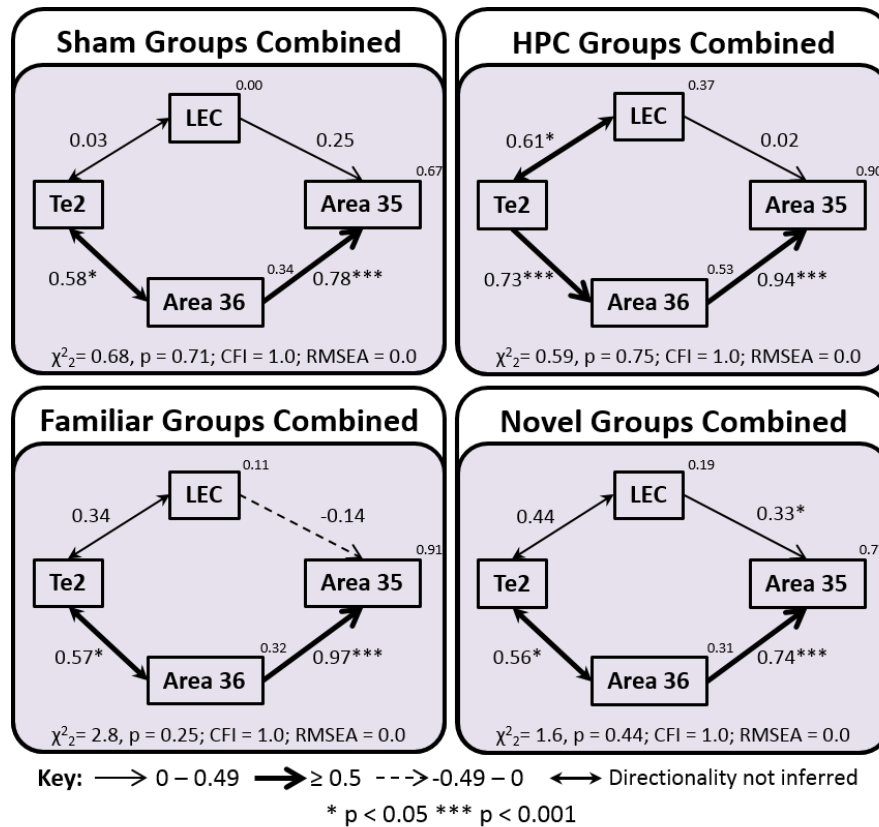 Sham Groups Combined
0.00
LEC
0.03
0.25
0.67
Te2
Area 35
0.58*
0.34
0.78***
Area 36
χ²₂= 0.68, p = 0.71; CFI = 1.0; RMSEA = 0.0
HPC Groups Combined
0.37
LEC
0.61*
0.02
0.90
Te2
Area 35
0.73***
0.53
0.94***
Area 36
χ²₂= 0.59, p = 0.75; CFI = 1.0; RMSEA = 0.0
Familiar Groups Combined
0.11
LEC
0.34
-0.14
0.91
Te2
Area 35
0.57*
0.32
0.97***
Area 36
χ²₂= 2.8, p = 0.25; CFI = 1.0; RMSEA = 0.0
Novel Groups Combined
0.19
LEC
0.44
0.33*
Te2
Area 35
0.56*
0.31
0.74***
Area 36
χ²₂= 1.6, p = 0.44; CFI = 1.0; RMSEA = 0.0
Key: 0 – 0.49 ≥ 0.5 -0.49 – 0 Directionality not inferred
* p < 0.05 *** p < 0.001